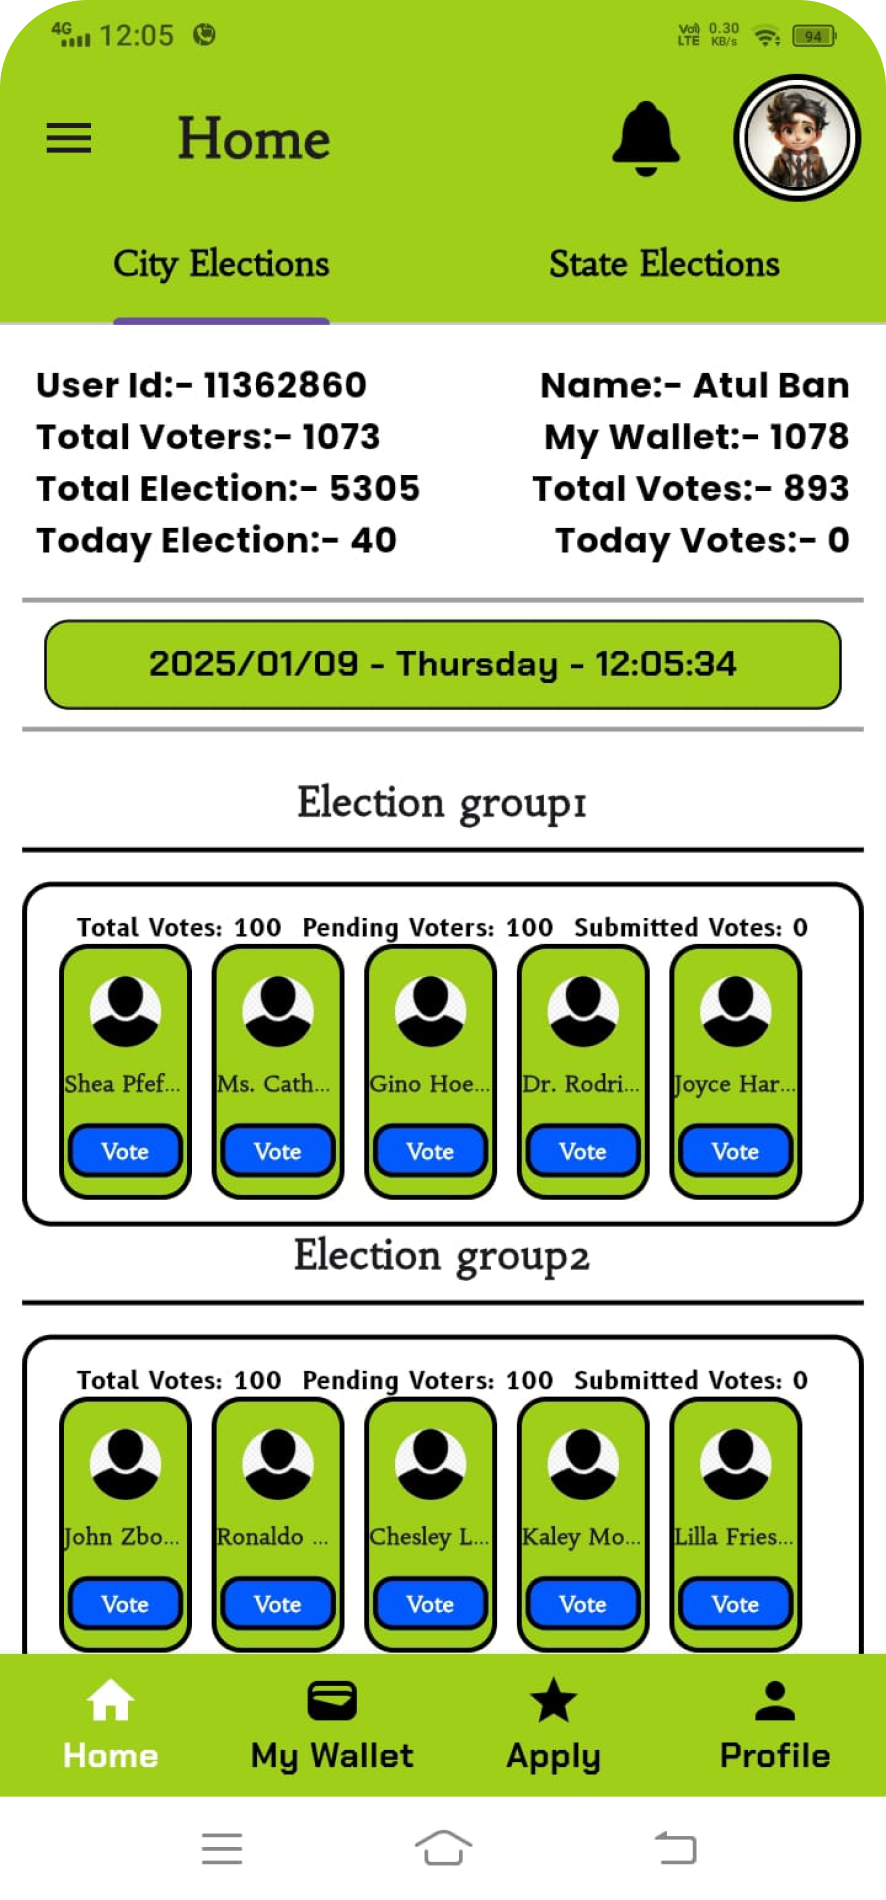 4G 12:05 Vo) LTE 0.30 KB/s 94
Home
City Elections State Elections
User Id:- 11362860 Name:- Atul Ban
Total Voters:- 1073 My Wallet:- 1078
Total Election:- 5305 Total Votes:- 893
Today Election:- 40 Today Votes:- 0
2025/01/09 - Thursday - 12:05:34
Election group1
Total Votes: 100 Pending Voters: 100 Submitted Votes: 0
Shea Pfef... Ms. Cath... Gino Hoe... Dr. Rodri... Joyce Har...
Vote Vote Vote Vote Vote
Election group2
Total Votes: 100 Pending Voters: 100 Submitted Votes: 0
John Zbo... Ronaldo ... Chesley L... Kaley Mo... Lilla Fries...
Vote Vote Vote Vote Vote
Home My Wallet Apply Profile